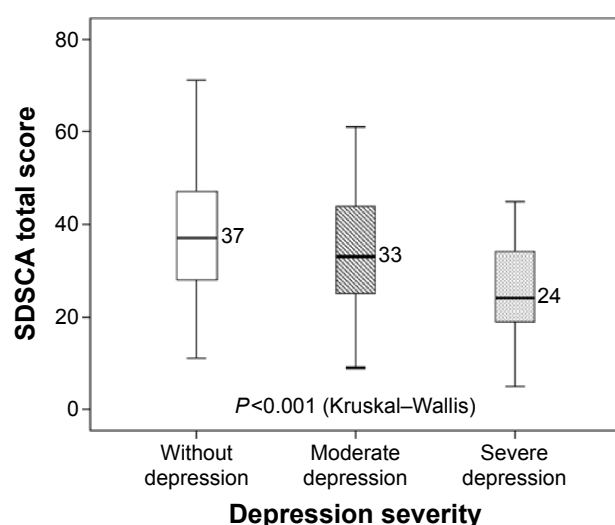 80
60
40
20
0
SDSCA total score
37
33
24
P<0.001 (Kruskal–Wallis)
Without
depression
Moderate
depression
Severe
depression
Depression severity